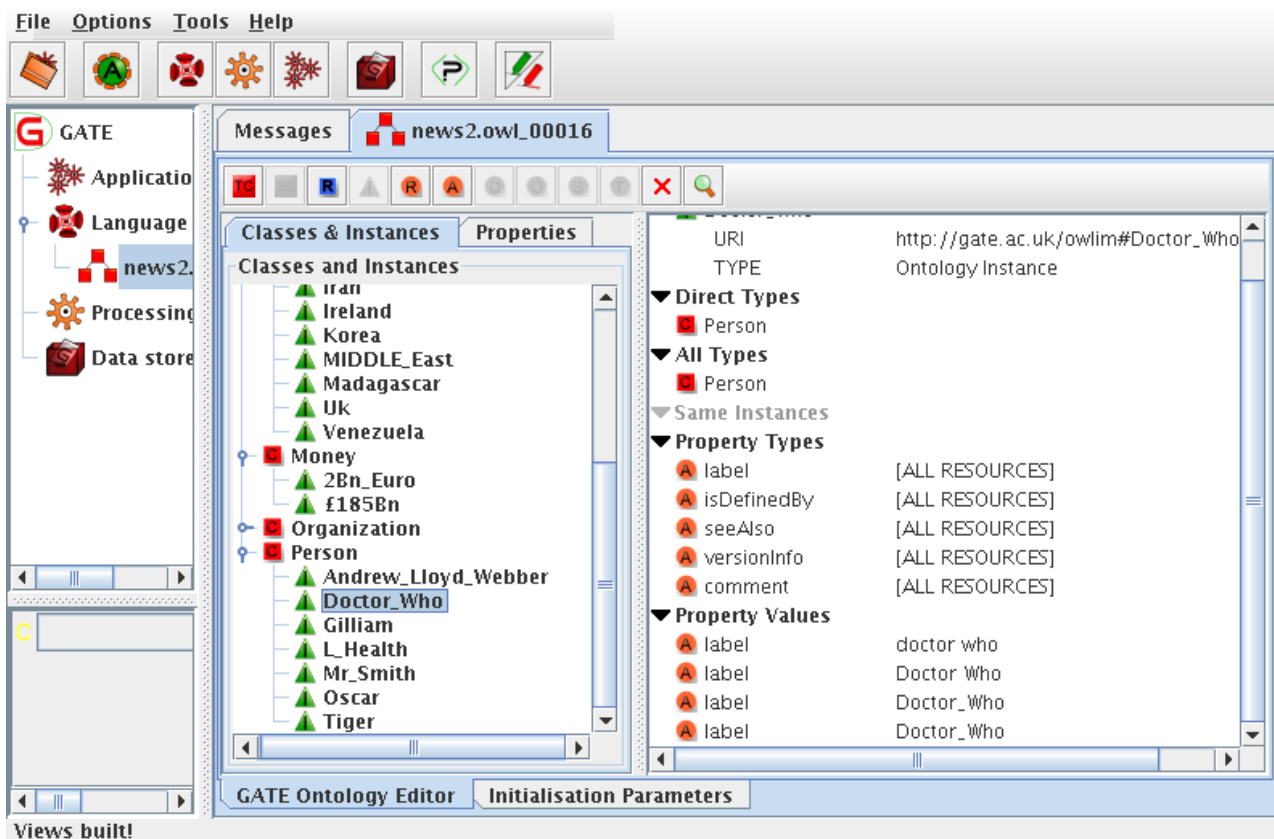 File Options Tools Help
GATE
Applicatio
Language
news2.
Processing
Data store
Messages
news2.owl_00016
TC
R
R
A
D
O
S
T
Classes & Instances
Properties
Classes and Instances
Iran
Ireland
Korea
MIDDLE_East
Madagascar
Uk
Venezuela
Money
2Bn_Euro
£185Bn
Organization
Person
Andrew_Lloyd_Webber
Doctor_Who
Gilliam
L_Health
Mr_Smith
Oscar
Tiger
Doctor_Who
URI http://gate.ac.uk/owlim#Doctor_Who
TYPE Ontology Instance
Direct Types
C Person
All Types
C Person
Same Instances
Property Types
A label [ALL RESOURCES]
A isDefinedBy [ALL RESOURCES]
A seeAlso [ALL RESOURCES]
A versionInfo [ALL RESOURCES]
A comment [ALL RESOURCES]
Property Values
A label doctor who
A label Doctor Who
A label Doctor_Who
A label Doctor_Who
C
GATE Ontology Editor
Initialisation Parameters
Views built!